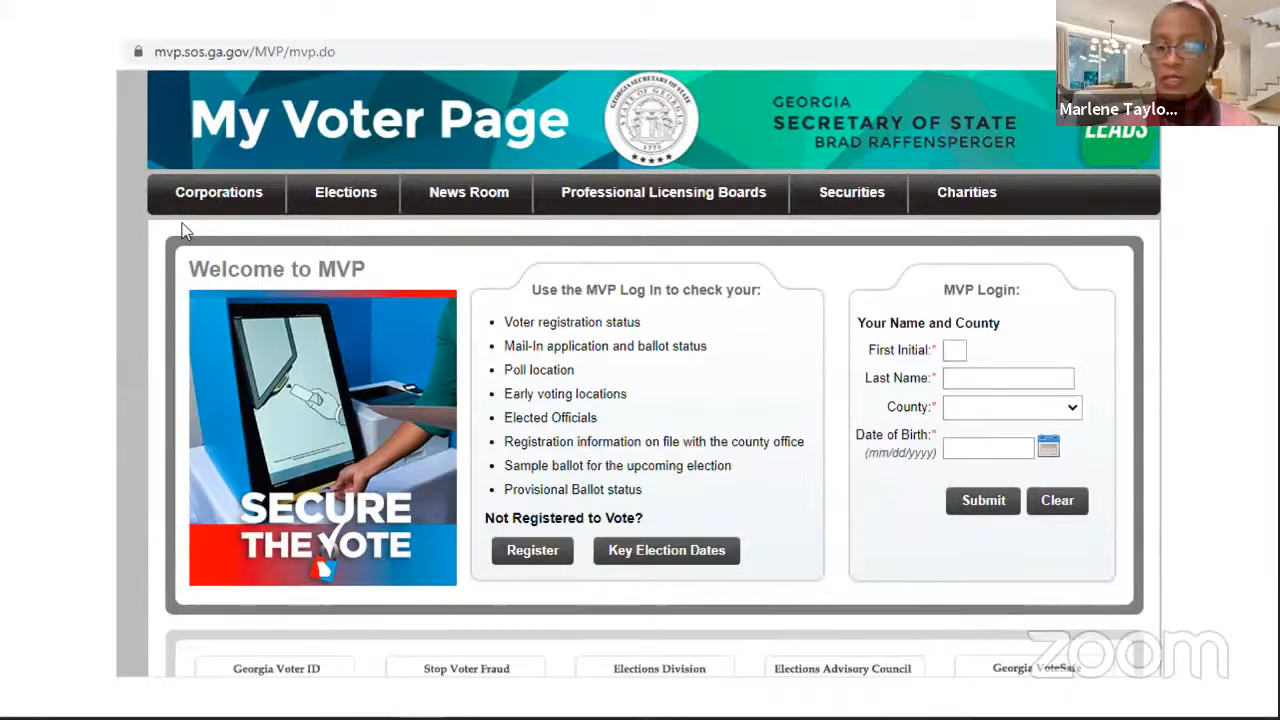 mvp.sos.ga.gov/MVP/mvp.do
Marlene Taylo...
My Voter Page
GEORGIA
SECRETARY OF STATE
BRAD RAFFENSPERGER
LEADS
Corporations
Elections
News Room
Professional Licensing Boards
Securities
Charities
Welcome to MVP
SECURE
THE VOTE
Use the MVP Log In to check your:
Voter registration status
Mail-In application and ballot status
Poll location
Early voting locations
Elected Officials
Registration information on file with the county office
Sample ballot for the upcoming election
Provisional Ballot status
Not Registered to Vote?
Register
Key Election Dates
MVP Login:
Your Name and County
First Initial:*
Last Name:*
County:*
Date of Birth:*
(mm/dd/yyyy)
Submit
Clear
Georgia Voter ID
Stop Voter Fraud
Elections Division
Elections Advisory Council
Georgia VoteSafe
zoom